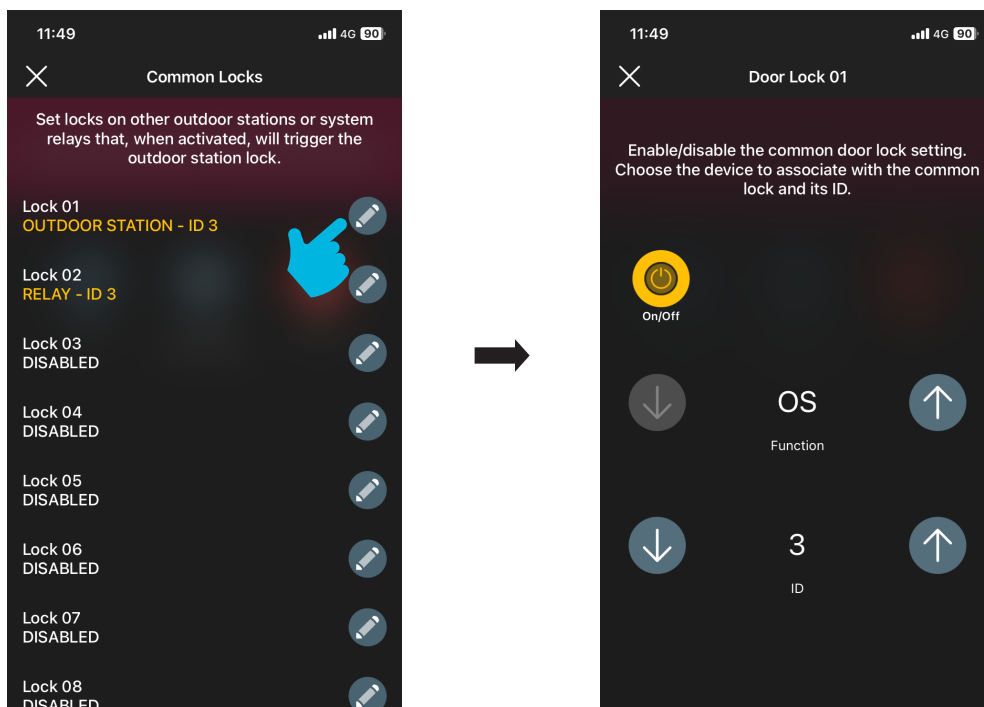 11:49
4G 90
Common Locks
Set locks on other outdoor stations or system
relays that, when activated, will trigger the
outdoor station lock.
Lock 01
OUTDOOR STATION - ID 3
Lock 02
RELAY - ID 3
Lock 03
DISABLED
Lock 04
DISABLED
Lock 05
DISABLED
Lock 06
DISABLED
Lock 07
DISABLED
Lock 08
DISABLED
11:49
4G 90
Door Lock 01
Enable/disable the common door lock setting.
Choose the device to associate with the common
lock and its ID.
On/Off
OS
Function
3
ID